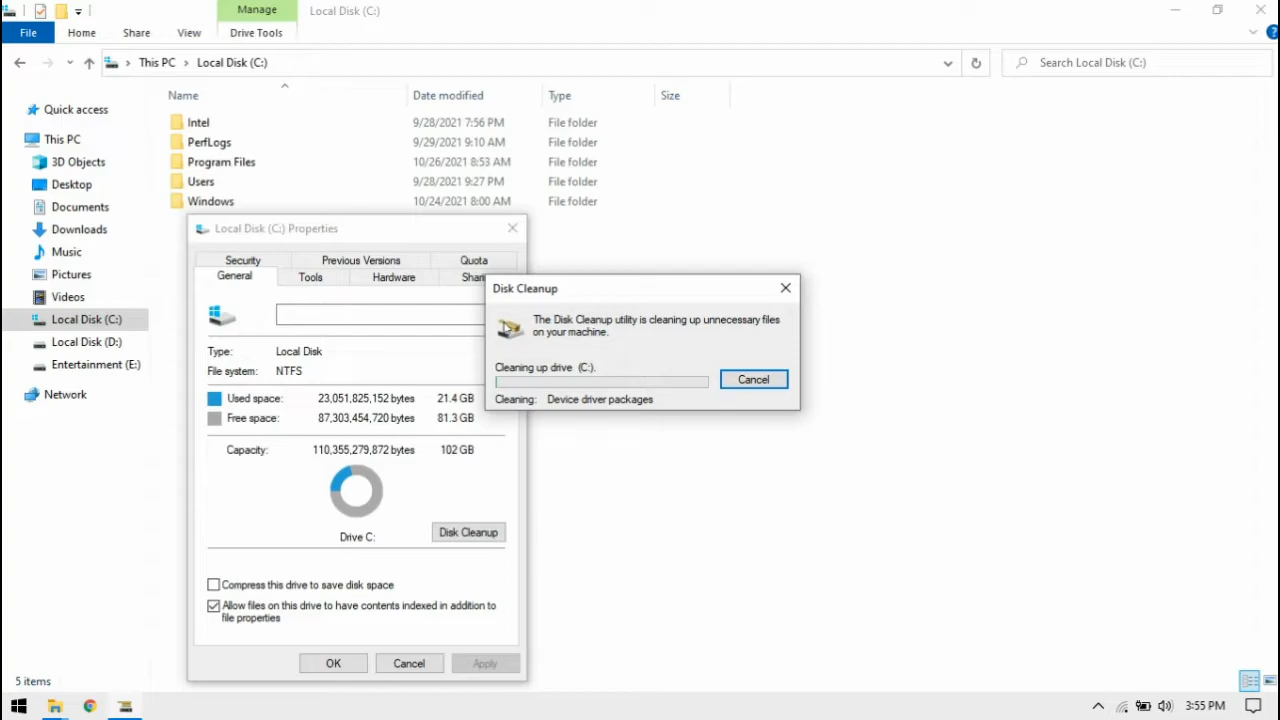 Manage
Local Disk (C:)
File
Home
Share
View
Drive Tools
This PC
Local Disk (C:)
Search Local Disk (C:)
Name
Date modified
Type
Size
Quick access
This PC
3D Objects
Desktop
Documents
Downloads
Music
Pictures
Videos
Local Disk (C:)
Local Disk (D:)
Entertainment (E:)
Network
Intel 9/28/2021 7:56 PM File folder
PerfLogs 9/29/2021 9:10 AM File folder
Program Files 10/26/2021 8:53 AM File folder
Users 9/28/2021 9:27 PM File folder
Windows 10/24/2021 8:00 AM File folder
Local Disk (C:) Properties
Security
Previous Versions
Quota
General
Tools
Hardware
Shari
Type: Local Disk
File system: NTFS
Used space: 23,051,825,152 bytes 21.4 GB
Free space: 87,303,454,720 bytes 81.3 GB
Capacity: 110,355,279,872 bytes 102 GB
Drive C:
Disk Cleanup
Compress this drive to save disk space
Allow files on this drive to have contents indexed in addition to
file properties
OK
Cancel
Apply
Disk Cleanup
The Disk Cleanup utility is cleaning up unnecessary files
on your machine.
Cleaning up drive (C:).
Cancel
Cleaning: Device driver packages
5 items
3:55 PM